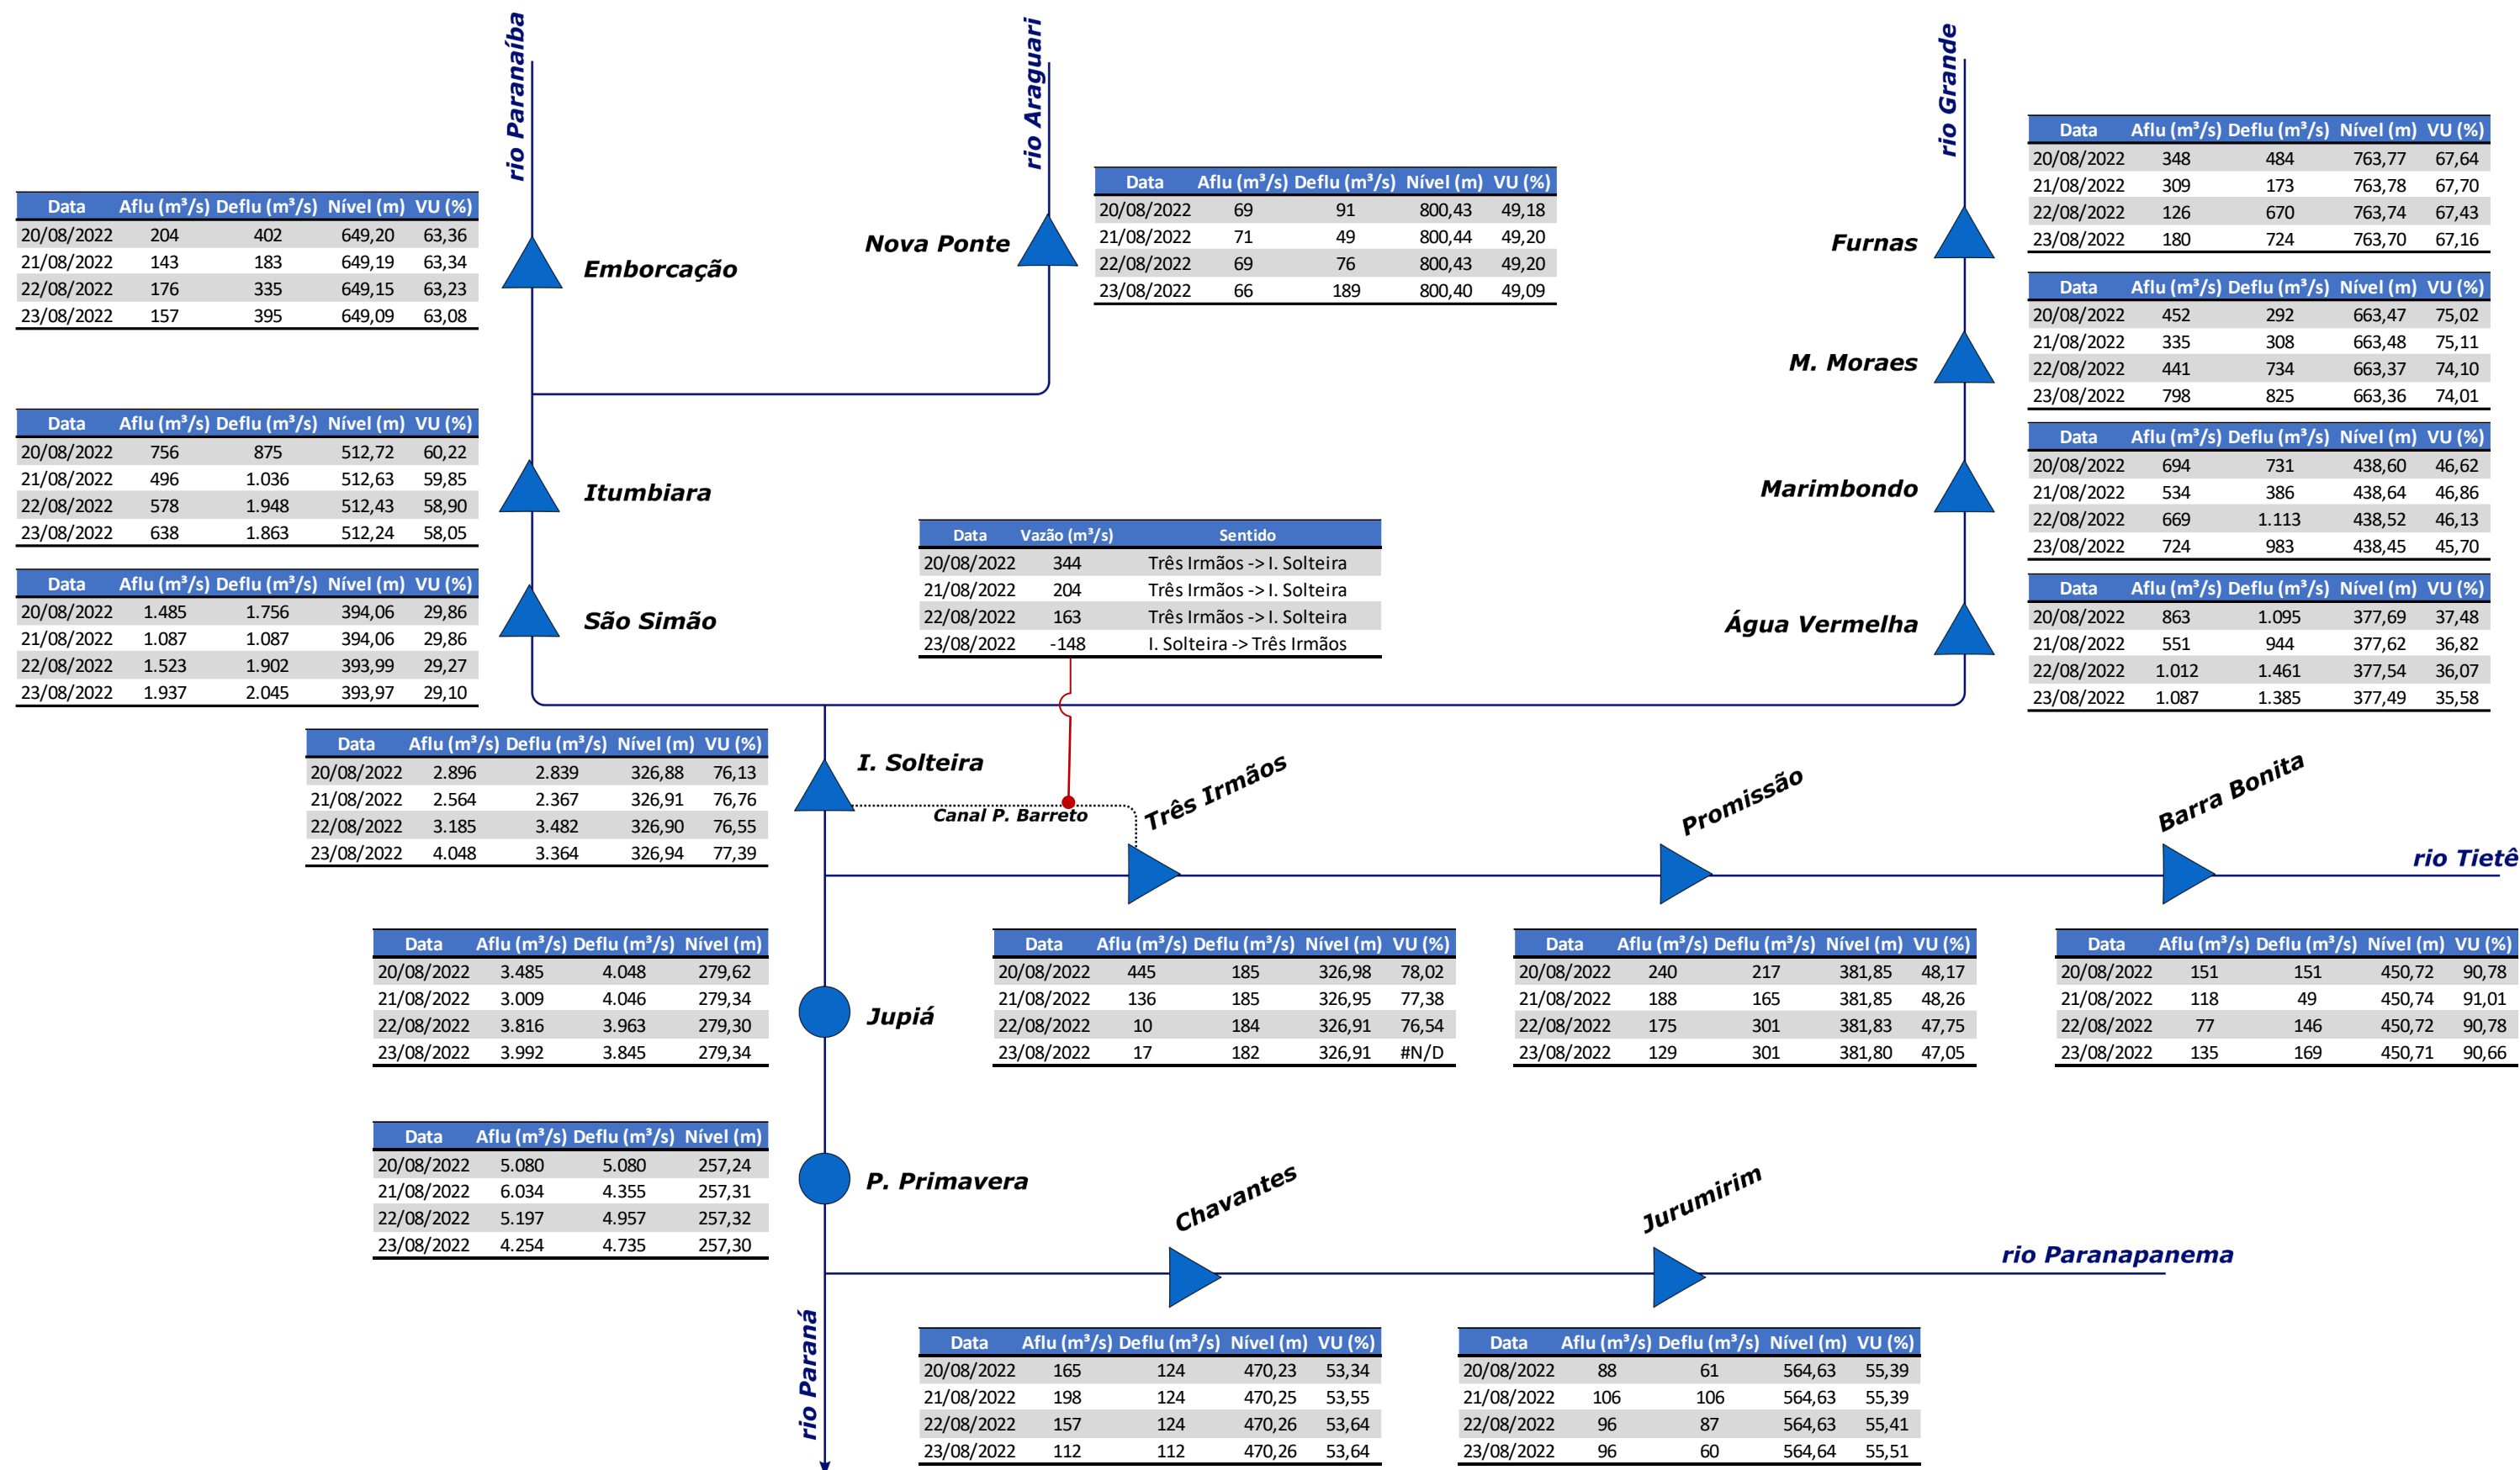 rio Paranaíba
rio Araguari
rio Grande
Data Aflu (m³/s) Deflu (m³/s) Nível (m) VU (%)
20/08/2022 204 402 649,20 63,36
21/08/2022 143 183 649,19 63,34
22/08/2022 176 335 649,15 63,23
23/08/2022 157 395 649,09 63,08
Emborcação
Nova Ponte
Data Aflu (m³/s) Deflu (m³/s) Nível (m) VU (%)
20/08/2022 69 91 800,43 49,18
21/08/2022 71 49 800,44 49,20
22/08/2022 69 76 800,43 49,20
23/08/2022 66 189 800,40 49,09
Furnas
Data Aflu (m³/s) Deflu (m³/s) Nível (m) VU (%)
20/08/2022 348 484 763,77 67,64
21/08/2022 309 173 763,78 67,70
22/08/2022 126 670 763,74 67,43
23/08/2022 180 724 763,70 67,16
M. Moraes
Data Aflu (m³/s) Deflu (m³/s) Nível (m) VU (%)
20/08/2022 452 292 663,47 75,02
21/08/2022 335 308 663,48 75,11
22/08/2022 441 734 663,37 74,10
23/08/2022 798 825 663,36 74,01
Data Aflu (m³/s) Deflu (m³/s) Nível (m) VU (%)
20/08/2022 756 875 512,72 60,22
21/08/2022 496 1.036 512,63 59,85
22/08/2022 578 1.948 512,43 58,90
23/08/2022 638 1.863 512,24 58,05
Itumbiara
Marimbondo
Data Aflu (m³/s) Deflu (m³/s) Nível (m) VU (%)
20/08/2022 694 731 438,60 46,62
21/08/2022 534 386 438,64 46,86
22/08/2022 669 1.113 438,52 46,13
23/08/2022 724 983 438,45 45,70
Data Vazão (m³/s) Sentido
20/08/2022 344 Três Irmãos -> I. Solteira
21/08/2022 204 Três Irmãos -> I. Solteira
22/08/2022 163 Três Irmãos -> I. Solteira
23/08/2022 -148 I. Solteira -> Três Irmãos
Data Aflu (m³/s) Deflu (m³/s) Nível (m) VU (%)
20/08/2022 1.485 1.756 394,06 29,86
21/08/2022 1.087 1.087 394,06 29,86
22/08/2022 1.523 1.902 393,99 29,27
23/08/2022 1.937 2.045 393,97 29,10
São Simão
Água Vermelha
Data Aflu (m³/s) Deflu (m³/s) Nível (m) VU (%)
20/08/2022 863 1.095 377,69 37,48
21/08/2022 551 944 377,62 36,82
22/08/2022 1.012 1.461 377,54 36,07
23/08/2022 1.087 1.385 377,49 35,58
Data Aflu (m³/s) Deflu (m³/s) Nível (m) VU (%)
20/08/2022 2.896 2.839 326,88 76,13
21/08/2022 2.564 2.367 326,91 76,76
22/08/2022 3.185 3.482 326,90 76,55
23/08/2022 4.048 3.364 326,94 77,39
I. Solteira
Canal P. Barreto
Três Irmãos
Promissão
Barra Bonita
rio Tietê
Data Aflu (m³/s) Deflu (m³/s) Nível (m)
20/08/2022 3.485 4.048 279,62
21/08/2022 3.009 4.046 279,34
22/08/2022 3.816 3.963 279,30
23/08/2022 3.992 3.845 279,34
Jupiá
Data Aflu (m³/s) Deflu (m³/s) Nível (m) VU (%)
20/08/2022 445 185 326,98 78,02
21/08/2022 136 185 326,95 77,38
22/08/2022 10 184 326,91 76,54
23/08/2022 17 182 326,91 #N/D
Data Aflu (m³/s) Deflu (m³/s) Nível (m) VU (%)
20/08/2022 240 217 381,85 48,17
21/08/2022 188 165 381,85 48,26
22/08/2022 175 301 381,83 47,75
23/08/2022 129 301 381,80 47,05
Data Aflu (m³/s) Deflu (m³/s) Nível (m) VU (%)
20/08/2022 151 151 450,72 90,78
21/08/2022 118 49 450,74 91,01
22/08/2022 77 146 450,72 90,78
23/08/2022 135 169 450,71 90,66
Data Aflu (m³/s) Deflu (m³/s) Nível (m)
20/08/2022 5.080 5.080 257,24
21/08/2022 6.034 4.355 257,31
22/08/2022 5.197 4.957 257,32
23/08/2022 4.254 4.735 257,30
P. Primavera
Chavantes
Jurumirim
rio Paranapanema
rio Paraná
Data Aflu (m³/s) Deflu (m³/s) Nível (m) VU (%)
20/08/2022 165 124 470,23 53,34
21/08/2022 198 124 470,25 53,55
22/08/2022 157 124 470,26 53,64
23/08/2022 112 112 470,26 53,64
Data Aflu (m³/s) Deflu (m³/s) Nível (m) VU (%)
20/08/2022 88 61 564,63 55,39
21/08/2022 106 106 564,63 55,39
22/08/2022 96 87 564,63 55,41
23/08/2022 96 60 564,64 55,51